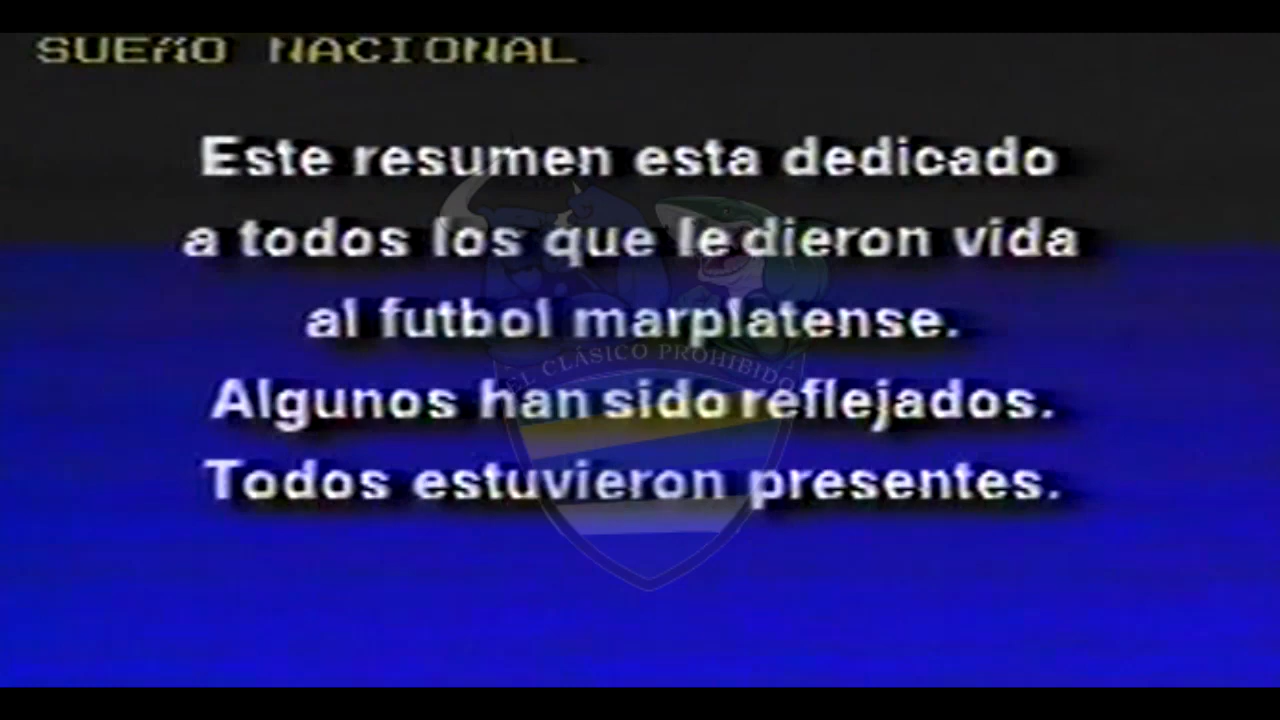 SUEñO NACIONAL
Este resumen esta dedicado
a todos los que le dieron vida
al futbol marplatense.
EL CLÁSICO PROHIBIDO
Algunos han sido reflejados.
Todos estuvieron presentes.